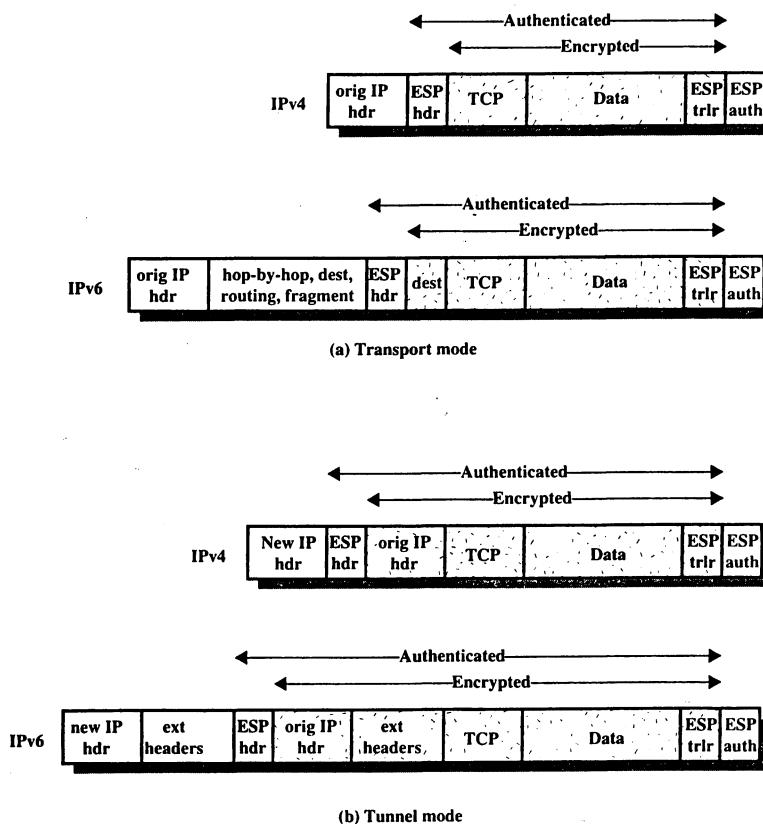 Authenticated
Encrypted
IPv4
orig IP hdr
ESP hdr
TCP
Data
ESP trlr
ESP auth
Authenticated
Encrypted
IPv6
orig IP hdr
hop-by-hop, dest, routing, fragment
ESP hdr
dest
TCP
Data
ESP trlr
ESP auth
(a) Transport mode
Authenticated
Encrypted
IPv4
New IP hdr
ESP hdr
orig IP hdr
TCP
Data
ESP trlr
ESP auth
Authenticated
Encrypted
IPv6
new IP hdr
ext headers
ESP hdr
orig IP hdr
ext headers
TCP
Data
ESP trlr
ESP auth
(b) Tunnel mode